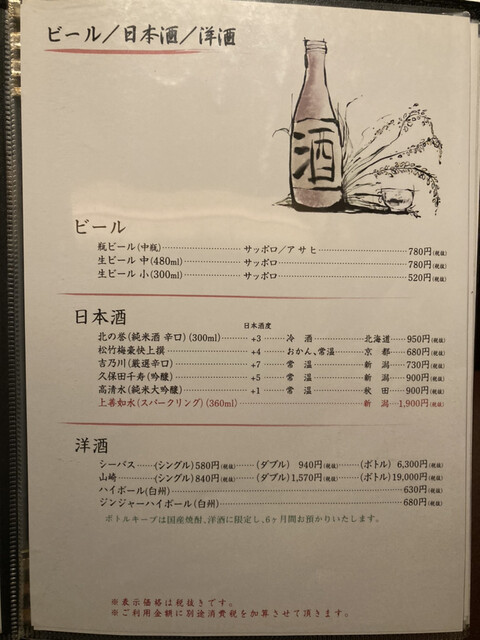 ビール／日本酒／洋酒
酒
ビール
瓶ビール(中瓶)………サッポロ／アサヒ………780円(税抜)
生ビール 中(480ml)………サッポロ………780円(税抜)
生ビール 小(300ml)………サッポロ………520円(税抜)
日本酒 日本酒度
北の誉(純米酒 辛口)(300ml)………+3………冷 酒 北海道………950円(税抜)
松竹梅豪快上撰………+4………おかん、常温 京 都………680円(税抜)
吉乃川(厳選辛口)………+7………常 温 新 潟………730円(税抜)
久保田千寿(吟醸)………+5………常 温 新 潟………900円(税抜)
高清水(純米大吟醸)………+1………常 温 秋 田………900円(税抜)
上善如水(スパークリング)(360ml) 新 潟………1,900円(税抜)
洋酒
シーバス………(シングル)580円(税抜)………(ダブル) 940円(税抜)………(ボトル) 6,300円(税抜)
山崎………(シングル)840円(税抜)………(ダブル)1,570円(税抜)………(ボトル)19,000円(税抜)
ハイボール(白州)………630円(税抜)
ジンジャーハイボール(白州)………680円(税抜)
ボトルキープは国産焼酎、洋酒に限定し、6ヶ月間お預かりいたします。
※表示価格は税抜きです。
※ご利用金額に別途消費税を加算させて頂きます。